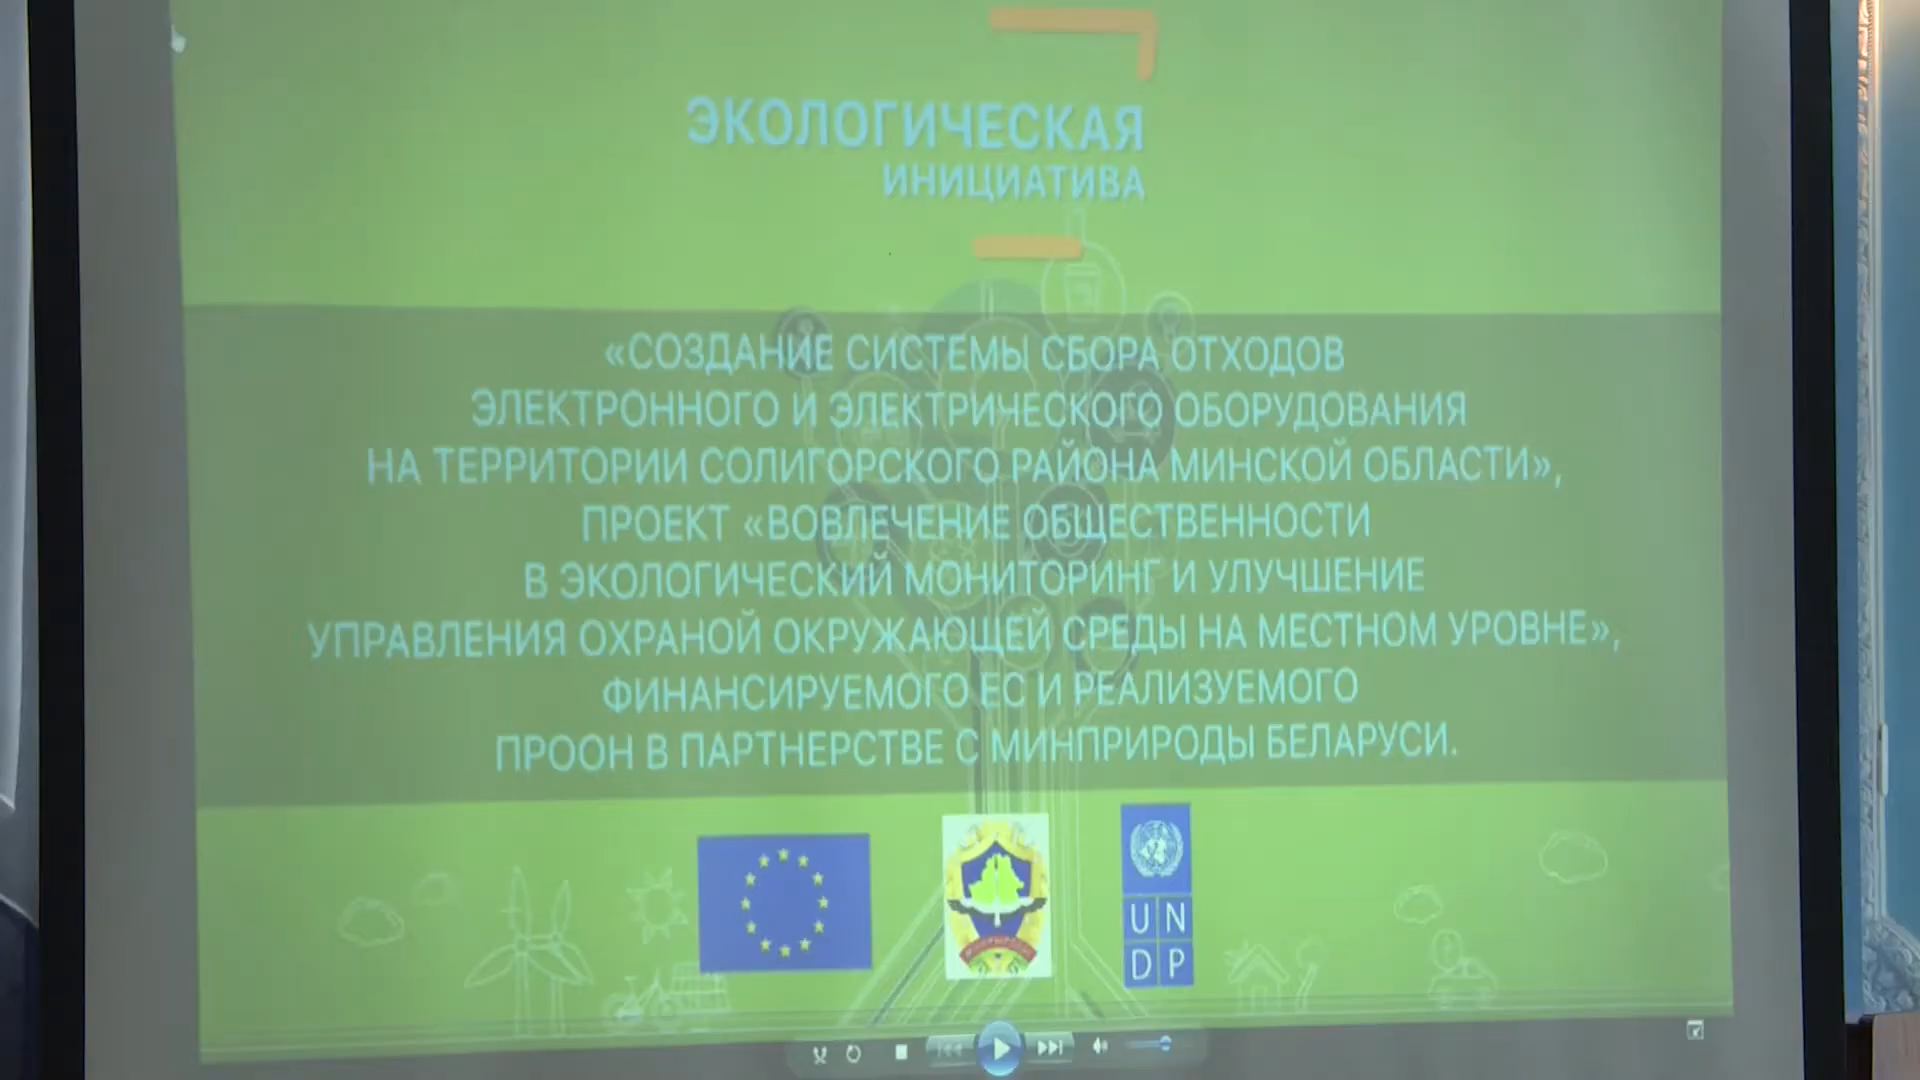 ЭКОЛОГИЧЕСКАЯ
ИНИЦИАТИВА
«СОЗДАНИЕ СИСТЕМЫ СБОРА ОТХОДОВ
ЭЛЕКТРОННОГО И ЭЛЕКТРИЧЕСКОГО ОБОРУДОВАНИЯ
НА ТЕРРИТОРИИ СОЛИГОРСКОГО РАЙОНА МИНСКОЙ ОБЛАСТИ»,
ПРОЕКТ «ВОВЛЕЧЕНИЕ ОБЩЕСТВЕННОСТИ
В ЭКОЛОГИЧЕСКИЙ МОНИТОРИНГ И УЛУЧШЕНИЕ
УПРАВЛЕНИЯ ОХРАНОЙ ОКРУЖАЮЩЕЙ СРЕДЫ НА МЕСТНОМ УРОВНЕ»,
ФИНАНСИРУЕМОГО ЕС И РЕАЛИЗУЕМОГО
ПРООН В ПАРТНЕРСТВЕ С МИНПРИРОДЫ БЕЛАРУСИ.
UN
DP